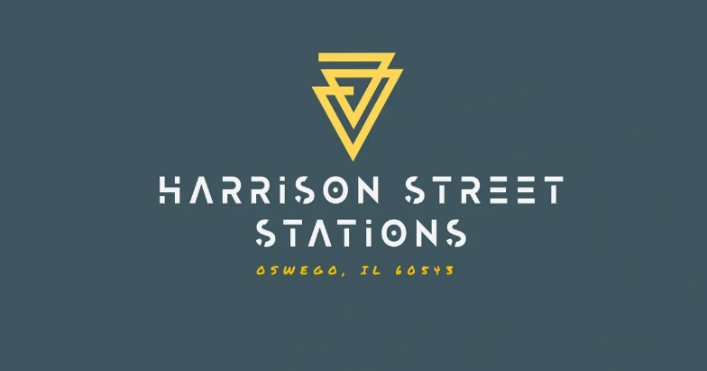 HARRiSON STREET
STATiONS
OSWEGO, IL 60543